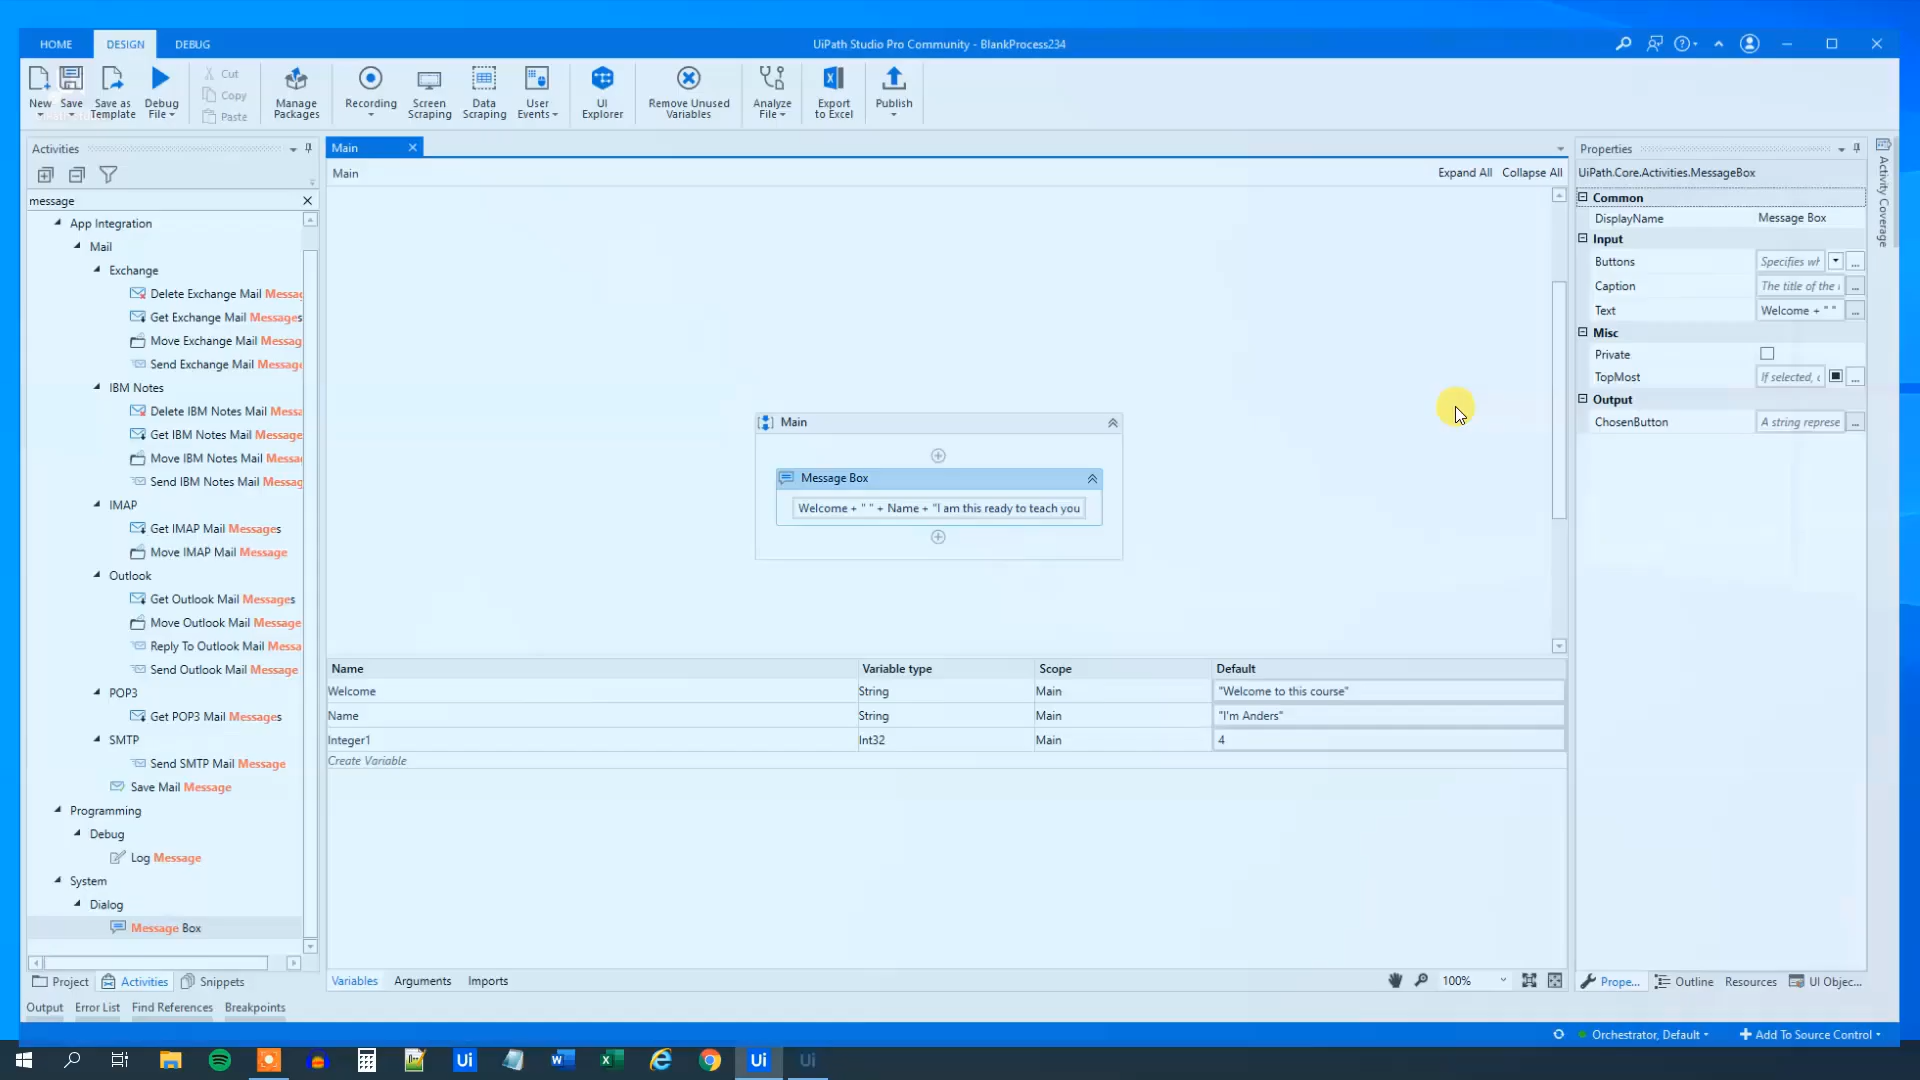 HOME DESIGN DEBUG
UiPath Studio Pro Community - BlankProcess234
New Save Save as Template Debug File Cut Copy Paste Manage Packages Recording Screen Scraping Data Scraping User Events UI Explorer Remove Unused Variables Analyze File Export to Excel Publish
Activities
message
App Integration
Mail
Exchange
Delete Exchange Mail Messag
Get Exchange Mail Messages
Move Exchange Mail Messag
Send Exchange Mail Message
IBM Notes
Delete IBM Notes Mail Messa
Get IBM Notes Mail Message
Move IBM Notes Mail Messa
Send IBM Notes Mail Messag
IMAP
Get IMAP Mail Messages
Move IMAP Mail Message
Outlook
Get Outlook Mail Messages
Move Outlook Mail Message
Reply To Outlook Mail Messa
Send Outlook Mail Message
POP3
Get POP3 Mail Messages
SMTP
Send SMTP Mail Message
Save Mail Message
Programming
Debug
Log Message
System
Dialog
Message Box
Project Activities Snippets
Output Error List Find References Breakpoints
Main
Main
Expand All Collapse All
Main
Message Box
Welcome + " " + Name + "I am this ready to teach you
Name Variable type Scope Default
Welcome String Main "Welcome to this course"
Name String Main "I'm Anders"
Integer1 Int32 Main 4
Create Variable
Variables Arguments Imports
100%
Properties
UiPath.Core.Activities.MessageBox
Common
DisplayName Message Box
Input
Buttons Specifies wh
...
Caption The title of the
...
Text Welcome + " "
...
Misc
Private
TopMost If selected,
...
Output
ChosenButton A string represe
...
Activity Coverage
Prope... Outline Resources UI Objec...
Orchestrator, Default
Add To Source Control
Ui
W
X
Ui
Ui